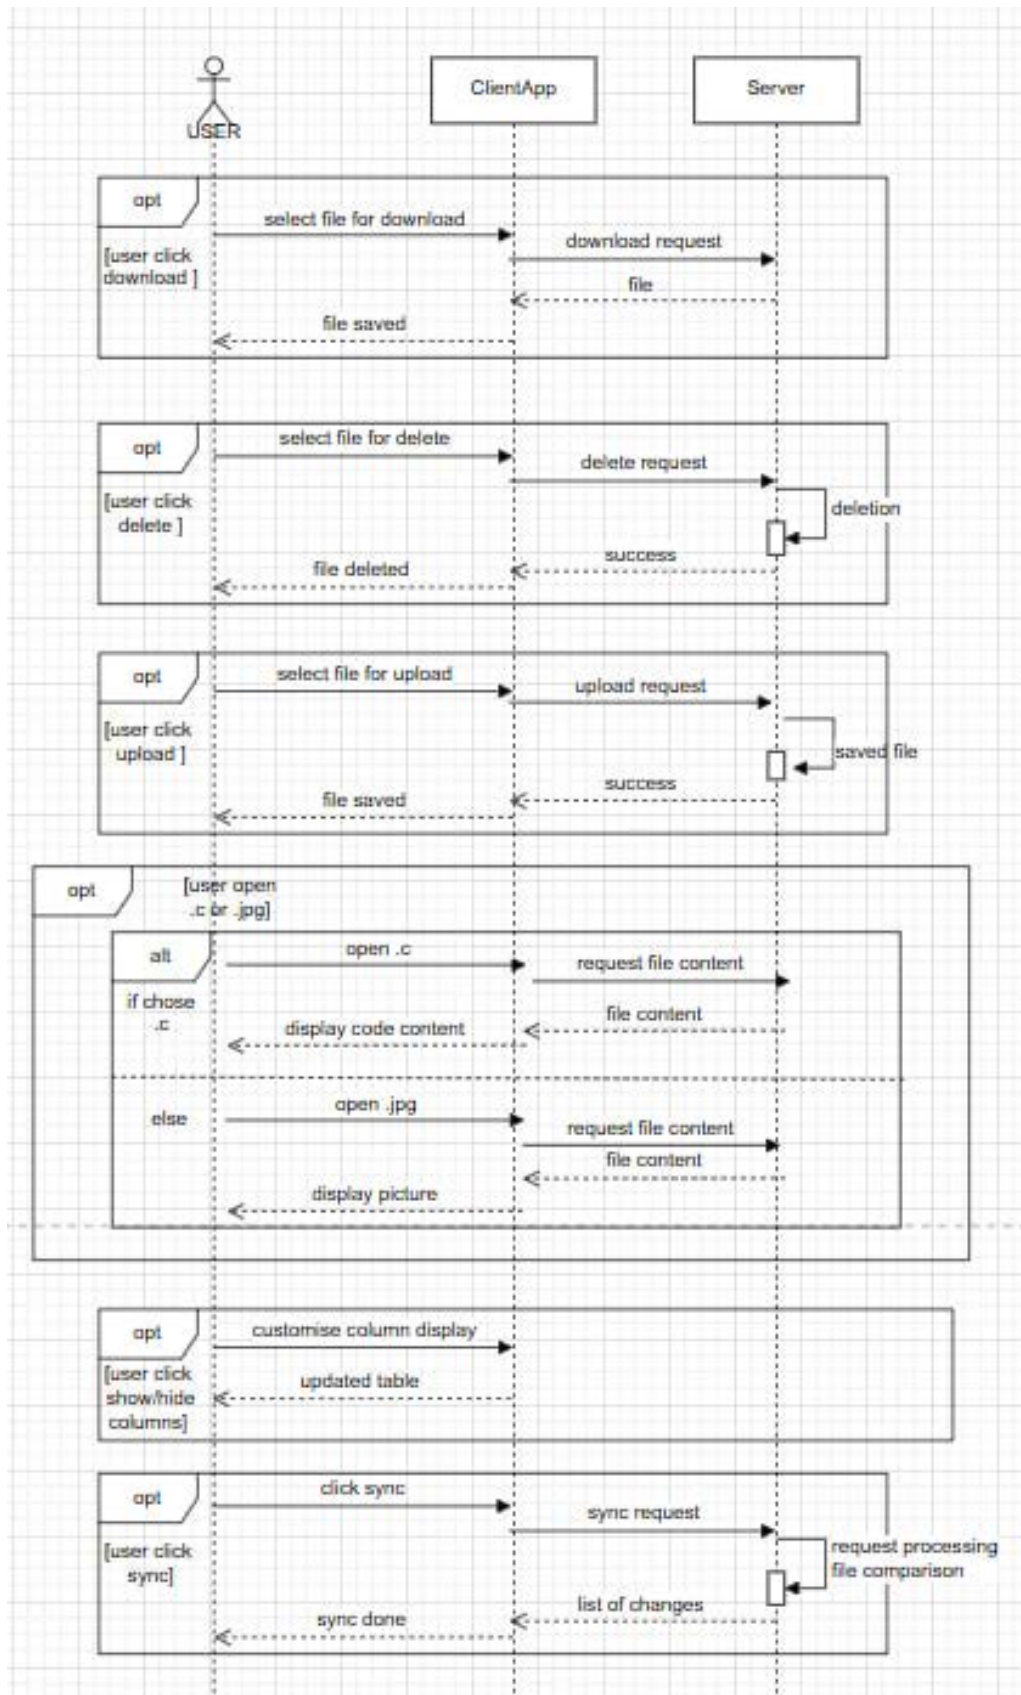 ClientApp
Server
USER
opt
select file for download
download request
[user click
download ]
file
file saved
opt
select file for delete
delete request
[user click
delete ]
deletion
success
file deleted
opt
select file for upload
upload request
[user click
upload ]
saved file
success
file saved
opt
[user open
.c or .jpg]
alt
open .c
request file content
if chose
.c
file content
display code content
else
open .jpg
request file content
file content
display picture
opt
customise column display
[user click
show/hide
columns]
updated table
opt
click sync
sync request
[user click
sync]
request processing
file comparison
list of changes
sync done